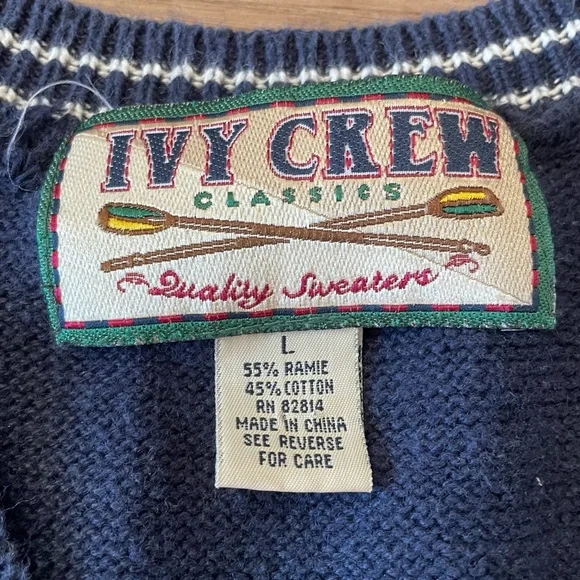 IVY CREW
CLASSICS
Quality Sweaters
L
55% RAMIE
45% COTTON
RN 82814
MADE IN CHINA
SEE REVERSE
FOR CARE